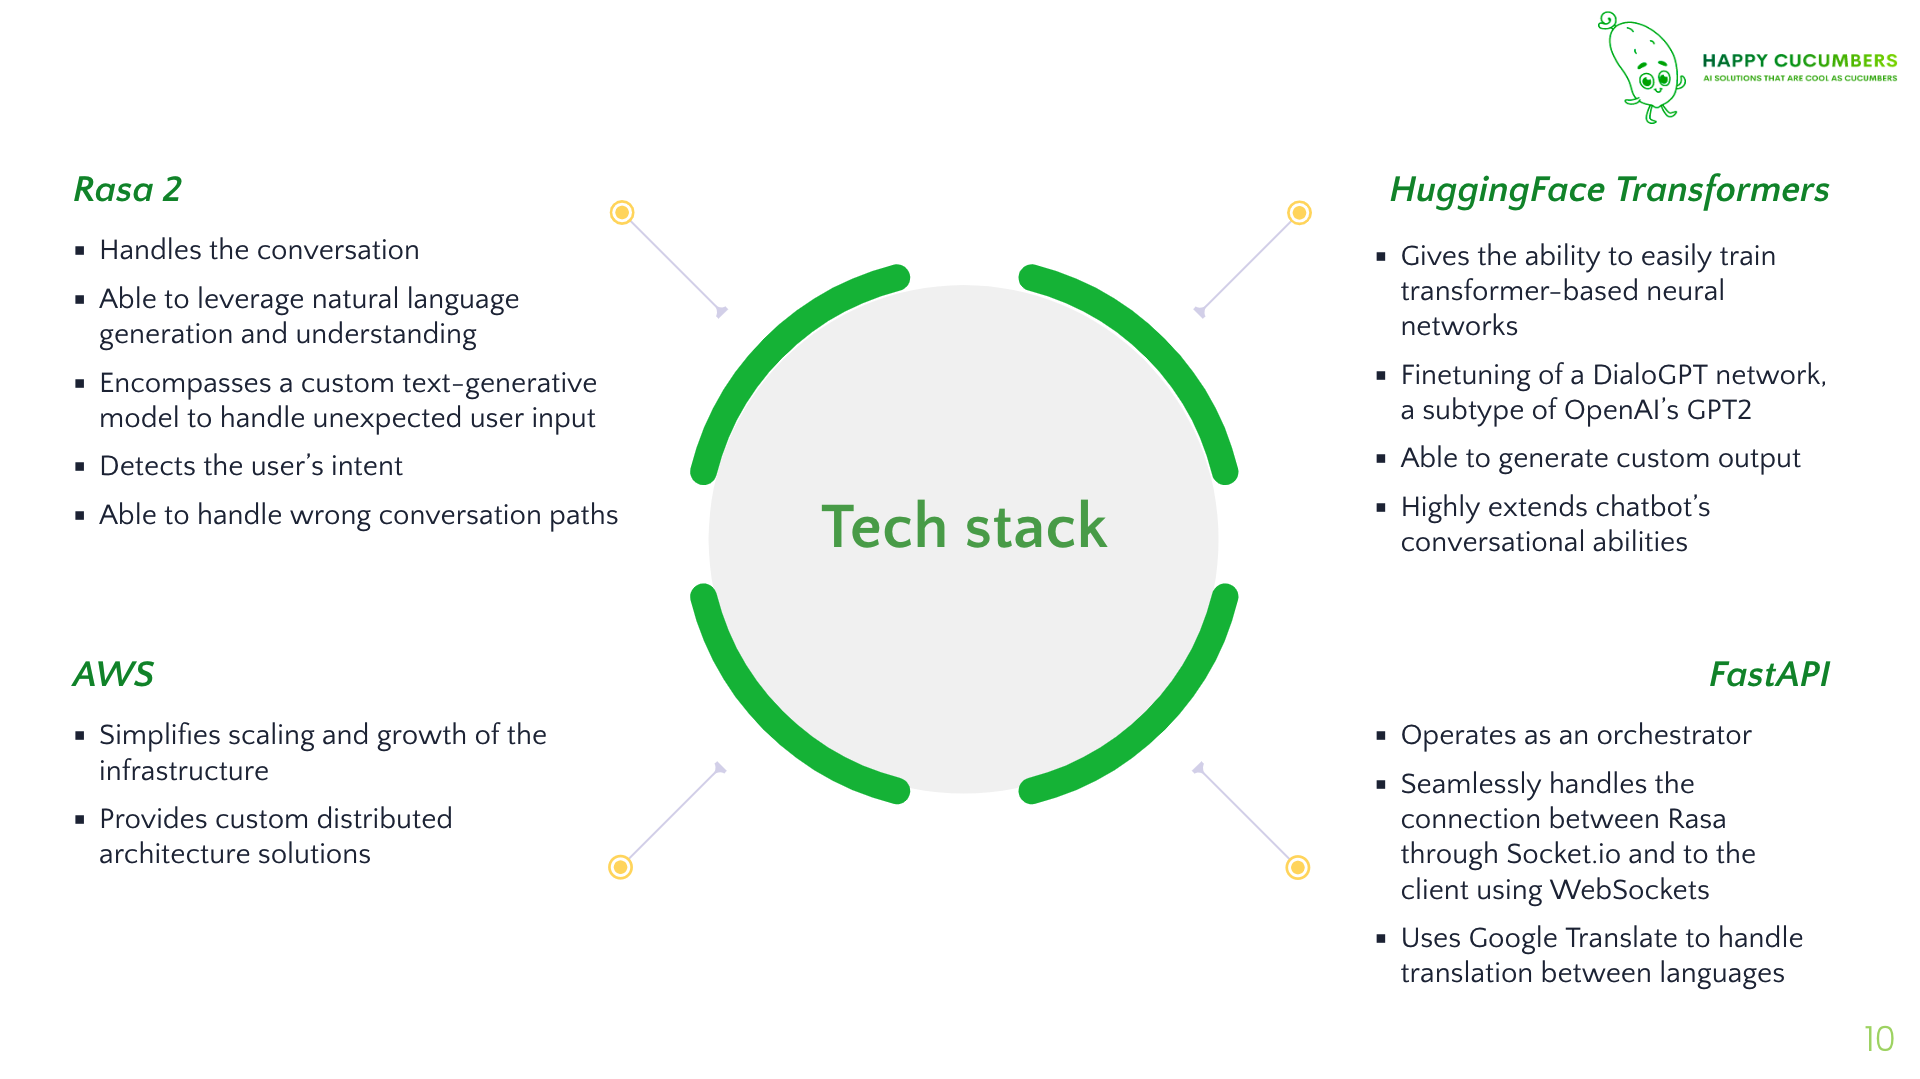 HAPPY CUCUMBERS
AI SOLUTIONS THAT ARE COOL AS CUCUMBERS
Rasa 2
▪ Handles the conversation
▪ Able to leverage natural language
generation and understanding
▪ Encompasses a custom text-generative
model to handle unexpected user input
▪ Detects the user’s intent
▪ Able to handle wrong conversation paths
HuggingFace Transformers
▪ Gives the ability to easily train
transformer-based neural
networks
▪ Finetuning of a DialoGPT network,
a subtype of OpenAI’s GPT2
▪ Able to generate custom output
▪ Highly extends chatbot’s
conversational abilities
Tech stack
AWS
▪ Simplifies scaling and growth of the
infrastructure
▪ Provides custom distributed
architecture solutions
FastAPI
▪ Operates as an orchestrator
▪ Seamlessly handles the
connection between Rasa
through Socket.io and to the
client using WebSockets
▪ Uses Google Translate to handle
translation between languages
10